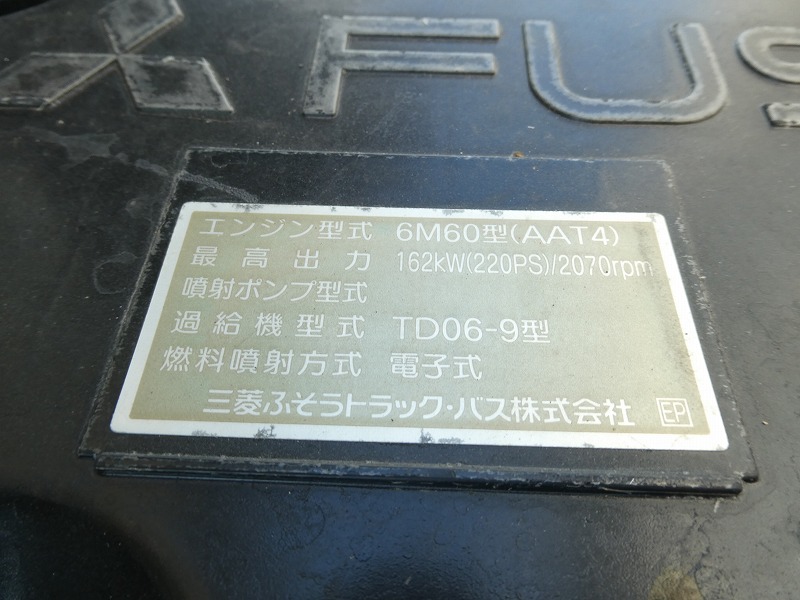 FUS
エンジン型式 6M60型(AAT4)
最高出力 162kW(220PS)/2070rpm
噴射ポンプ型式
過給機型式 TD06-9型
燃料噴射方式 電子式
三菱ふそうトラック・バス株式会社 EP